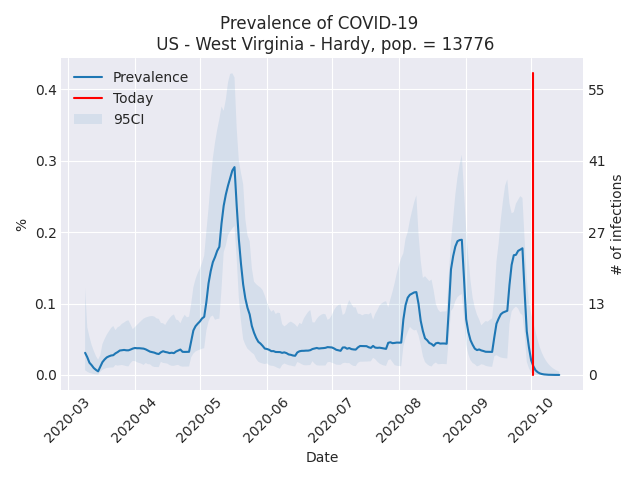 Prevalence of COVID-19
US - West Virginia - Hardy, pop. = 13776
Prevalence
Today
95CI
0.4
0.3
0.2
0.1
0.0
%
55
41
27
13
0
# of infections
2020-03
2020-04
2020-05
2020-06
2020-07
2020-08
2020-09
2020-10
Date